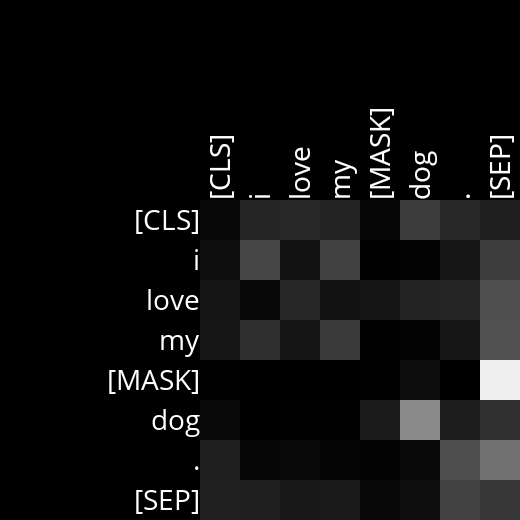 [CLS]
i
love
my
[MASK]
dog
.
[SEP]
[CLS]
i
love
my
[MASK]
dog
.
[SEP]